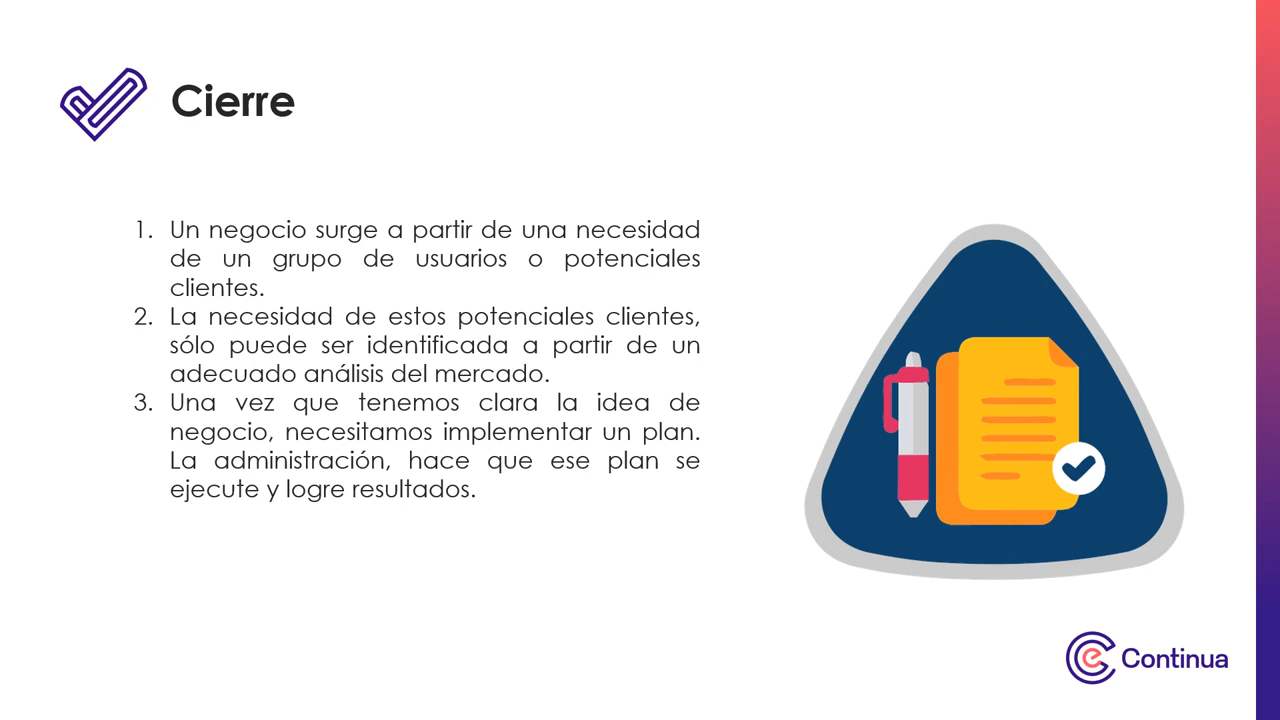 Cierre
1. Un negocio surge a partir de una necesidad
de un grupo de usuarios o potenciales
clientes.
2. La necesidad de estos potenciales clientes,
sólo puede ser identificada a partir de un
adecuado análisis del mercado.
3. Una vez que tenemos clara la idea de
negocio, necesitamos implementar un plan.
La administración, hace que ese plan se
ejecute y logre resultados.
e Continua